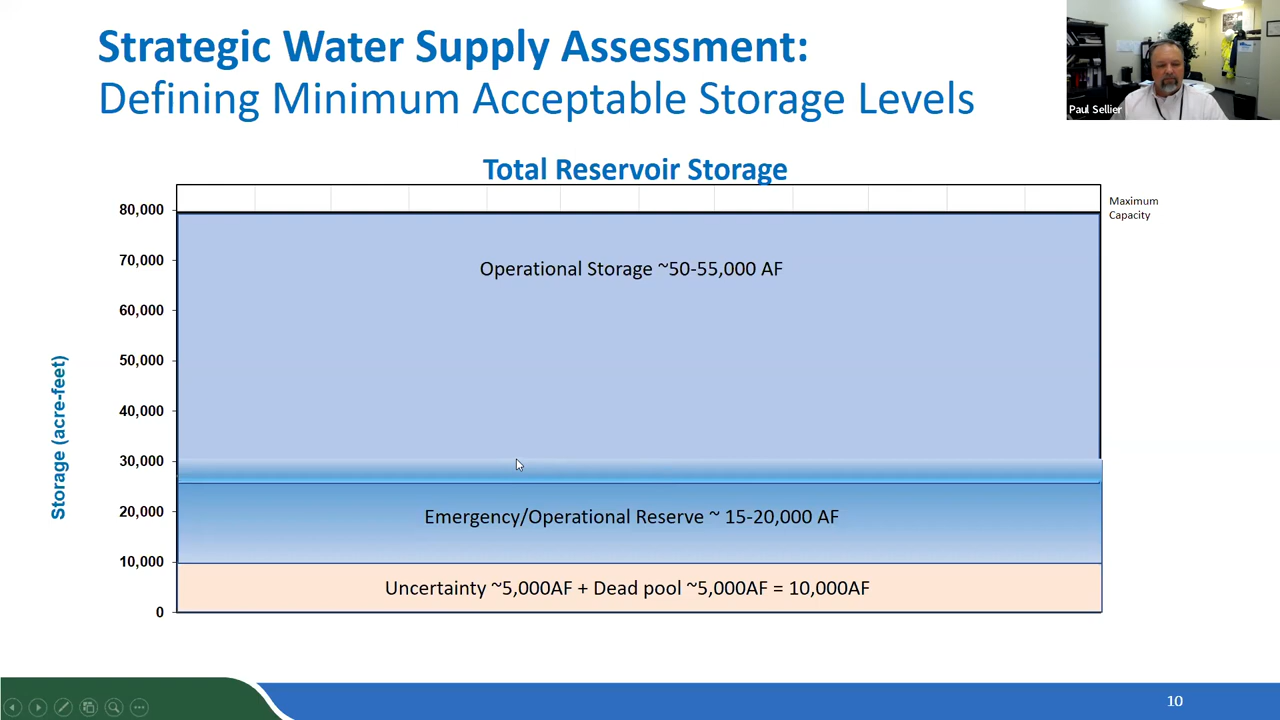 Strategic Water Supply Assessment:
Defining Minimum Acceptable Storage Levels
Paul Sellier
Total Reservoir Storage
Maximum
Capacity
80,000
70,000
60,000
50,000
40,000
30,000
20,000
10,000
0
Storage (acre-feet)
Operational Storage ~50-55,000 AF
Emergency/Operational Reserve ~ 15-20,000 AF
Uncertainty ~5,000AF + Dead pool ~5,000AF = 10,000AF
10